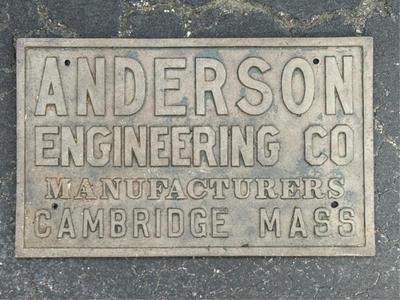 ANDERSON
ENGINEERING CO
MANUFACTURERS
CAMBRIDGE MASS